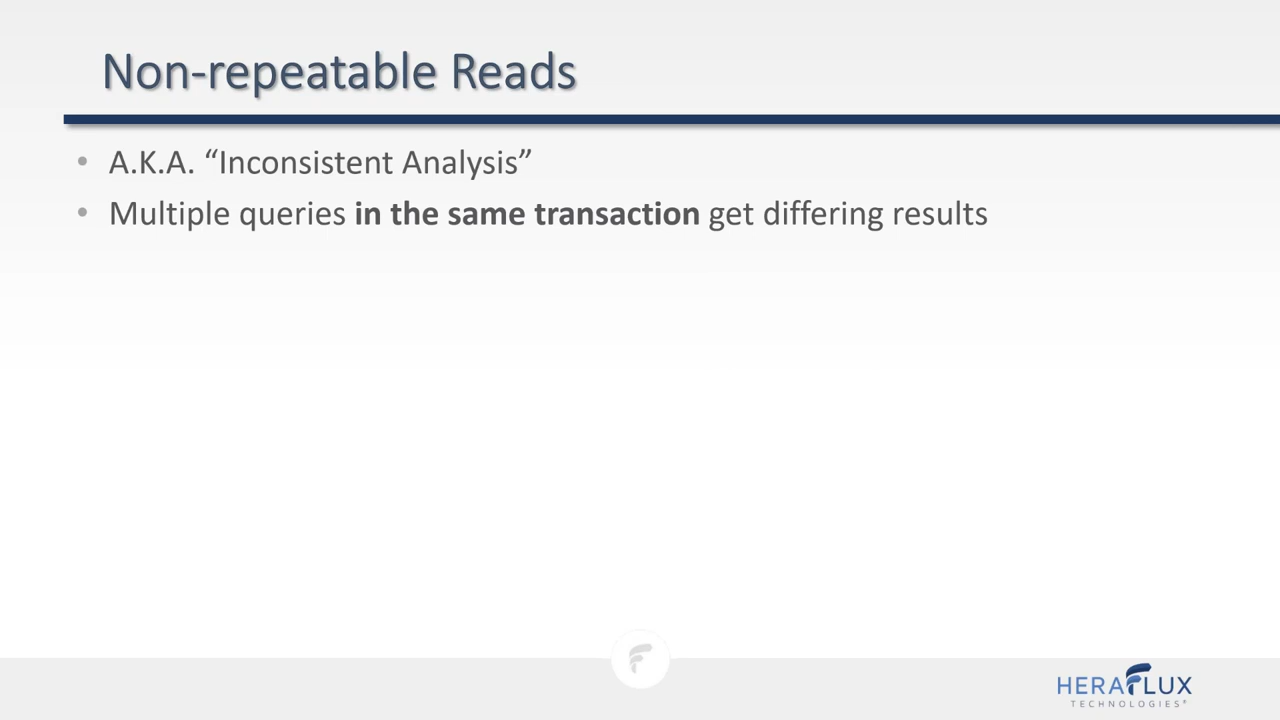 Non-repeatable Reads
• A.K.A. “Inconsistent Analysis”
• Multiple queries in the same transaction get differing results
HERAFLUX
TECHNOLOGIES®